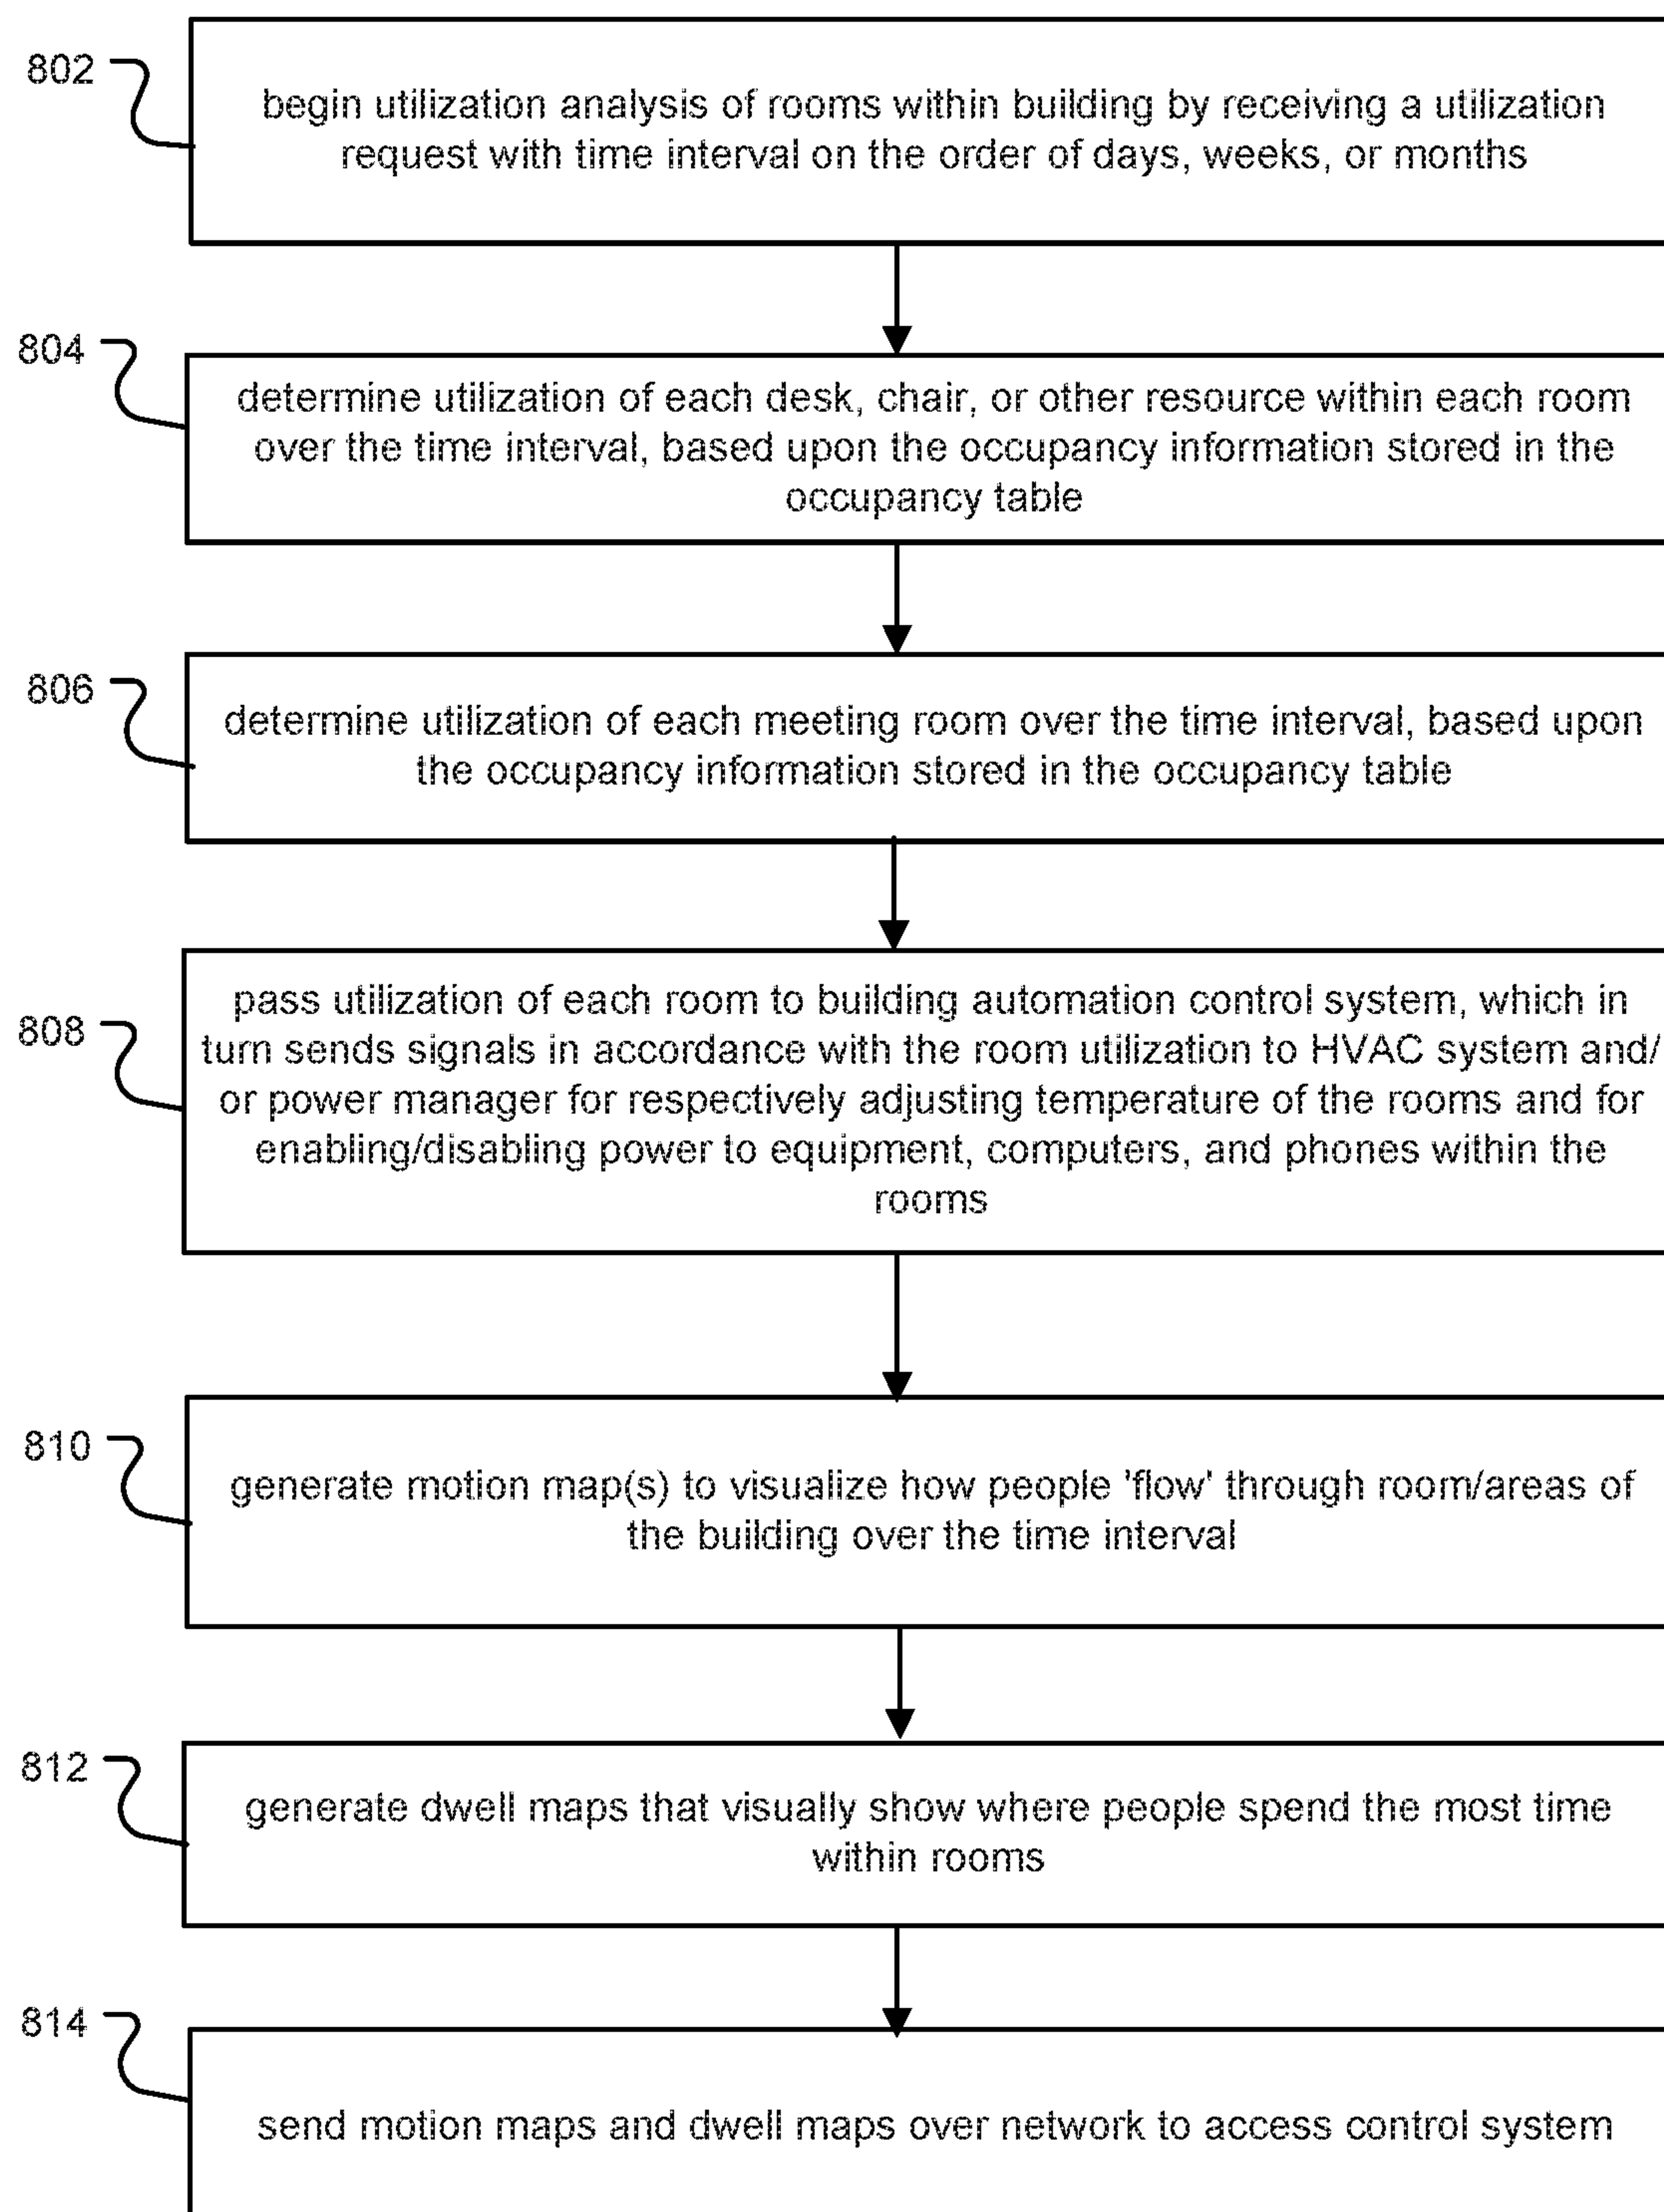 802
begin utilization analysis of rooms within building by receiving a utilization
request with time interval on the order of days, weeks, or months
804
determine utilization of each desk, chair, or other resource within each room
over the time interval, based upon the occupancy information stored in the
occupancy table
806
determine utilization of each meeting room over the time interval, based upon
the occupancy information stored in the occupancy table
808
pass utilization of each room to building automation control system, which in
turn sends signals in accordance with the room utilization to HVAC system and/
or power manager for respectively adjusting temperature of the rooms and for
enabling/disabling power to equipment, computers, and phones within the
rooms
810
generate motion map(s) to visualize how people 'flow' through room/areas of
the building over the time interval
812
generate dwell maps that visually show where people spend the most time
within rooms
814
send motion maps and dwell maps over network to access control system